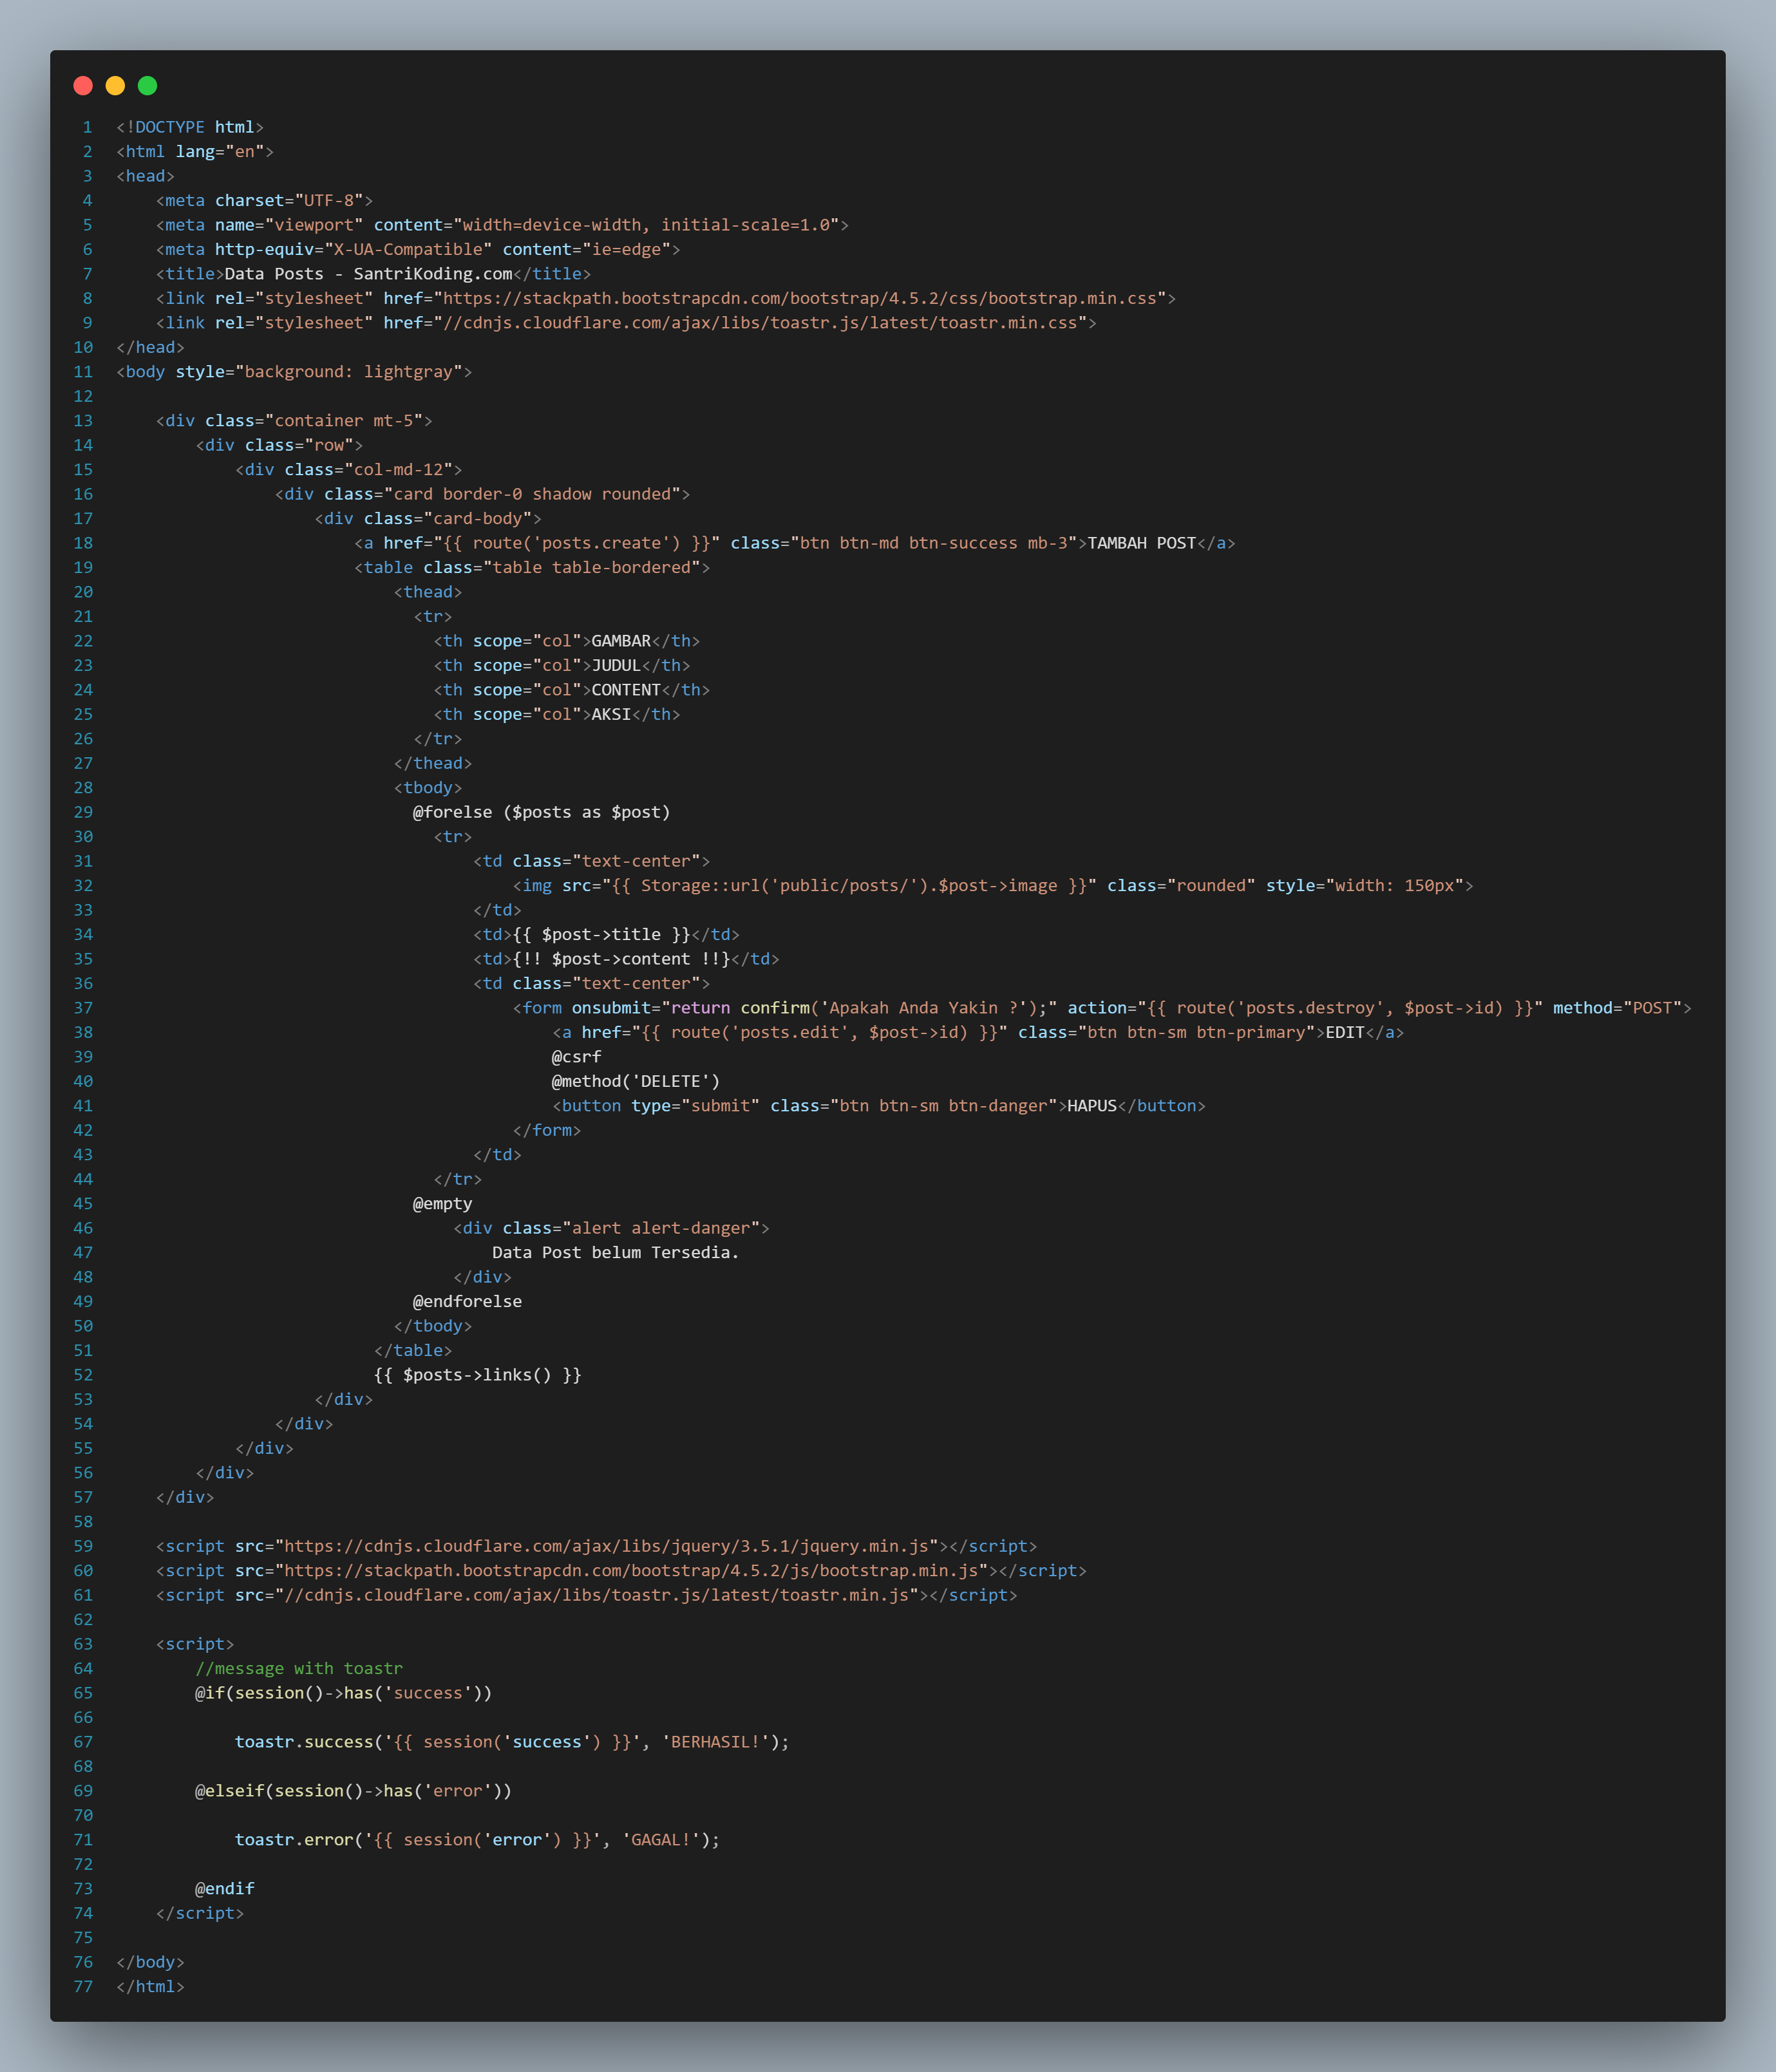 1 <!DOCTYPE html>
2 <html lang="en">
3 <head>
4     <meta charset="UTF-8">
5     <meta name="viewport" content="width=device-width, initial-scale=1.0">
6     <meta http-equiv="X-UA-Compatible" content="ie=edge">
7     <title>Data Posts - SantriKoding.com</title>
8     <link rel="stylesheet" href="https://stackpath.bootstrapcdn.com/bootstrap/4.5.2/css/bootstrap.min.css">
9     <link rel="stylesheet" href="//cdnjs.cloudflare.com/ajax/libs/toastr.js/latest/toastr.min.css">
10 </head>
11 <body style="background: lightgray">
12
13     <div class="container mt-5">
14         <div class="row">
15             <div class="col-md-12">
16                 <div class="card border-0 shadow rounded">
17                     <div class="card-body">
18                         <a href="{{ route('posts.create') }}" class="btn btn-md btn-success mb-3">TAMBAH POST</a>
19                         <table class="table table-bordered">
20                             <thead>
21                               <tr>
22                                 <th scope="col">GAMBAR</th>
23                                 <th scope="col">JUDUL</th>
24                                 <th scope="col">CONTENT</th>
25                                 <th scope="col">AKSI</th>
26                               </tr>
27                             </thead>
28                             <tbody>
29                               @forelse ($posts as $post)
30                                 <tr>
31                                     <td class="text-center">
32                                         <img src="{{ Storage::url('public/posts/').$post->image }}" class="rounded" style="width: 150px">
33                                     </td>
34                                     <td>{{ $post->title }}</td>
35                                     <td>{!! $post->content !!}</td>
36                                     <td class="text-center">
37                                         <form onsubmit="return confirm('Apakah Anda Yakin ?');" action="{{ route('posts.destroy', $post->id) }}" method="POST">
38                                             <a href="{{ route('posts.edit', $post->id) }}" class="btn btn-sm btn-primary">EDIT</a>
39                                             @csrf
40                                             @method('DELETE')
41                                             <button type="submit" class="btn btn-sm btn-danger">HAPUS</button>
42                                         </form>
43                                     </td>
44                                 </tr>
45                               @empty
46                                   <div class="alert alert-danger">
47                                       Data Post belum Tersedia.
48                                   </div>
49                               @endforelse
50                             </tbody>
51                           </table>
52                           {{ $posts->links() }}
53                     </div>
54                 </div>
55             </div>
56         </div>
57     </div>
58
59     <script src="https://cdnjs.cloudflare.com/ajax/libs/jquery/3.5.1/jquery.min.js"></script>
60     <script src="https://stackpath.bootstrapcdn.com/bootstrap/4.5.2/js/bootstrap.min.js"></script>
61     <script src="//cdnjs.cloudflare.com/ajax/libs/toastr.js/latest/toastr.min.js"></script>
62
63     <script>
64         //message with toastr
65         @if(session()->has('success'))
66
67             toastr.success('{{ session('success') }}', 'BERHASIL!');
68
69         @elseif(session()->has('error'))
70
71             toastr.error('{{ session('error') }}', 'GAGAL!');
72
73         @endif
74     </script>
75
76 </body>
77 </html>